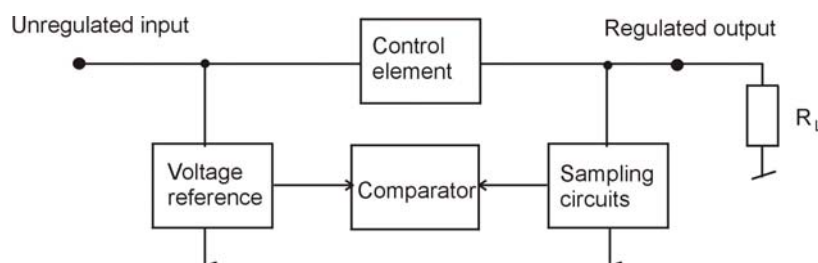 Unregulated input
Control
element
Regulated output
R L
Voltage
reference
Comparator
Sampling
circuits